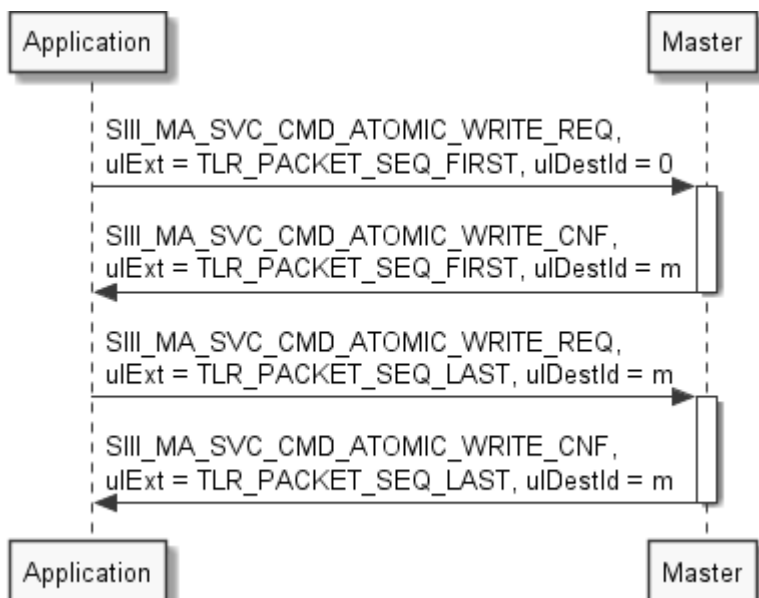 Application Master
SIII_MA_SVC_CMD_ATOMIC_WRITE_REQ,
ulExt = TLR_PACKET_SEQ_FIRST, ulDestId = 0
SIII_MA_SVC_CMD_ATOMIC_WRITE_CNF,
ulExt = TLR_PACKET_SEQ_FIRST, ulDestId = m
SIII_MA_SVC_CMD_ATOMIC_WRITE_REQ,
ulExt = TLR_PACKET_SEQ_LAST, ulDestId = m
SIII_MA_SVC_CMD_ATOMIC_WRITE_CNF,
ulExt = TLR_PACKET_SEQ_LAST, ulDestId = m
Application Master